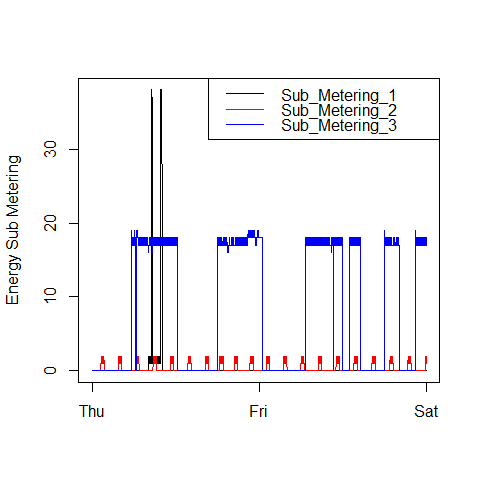 Sub_Metering_1
Sub_Metering_2
Sub_Metering_3
Energy Sub Metering
30
20
10
0
Thu Fri Sat